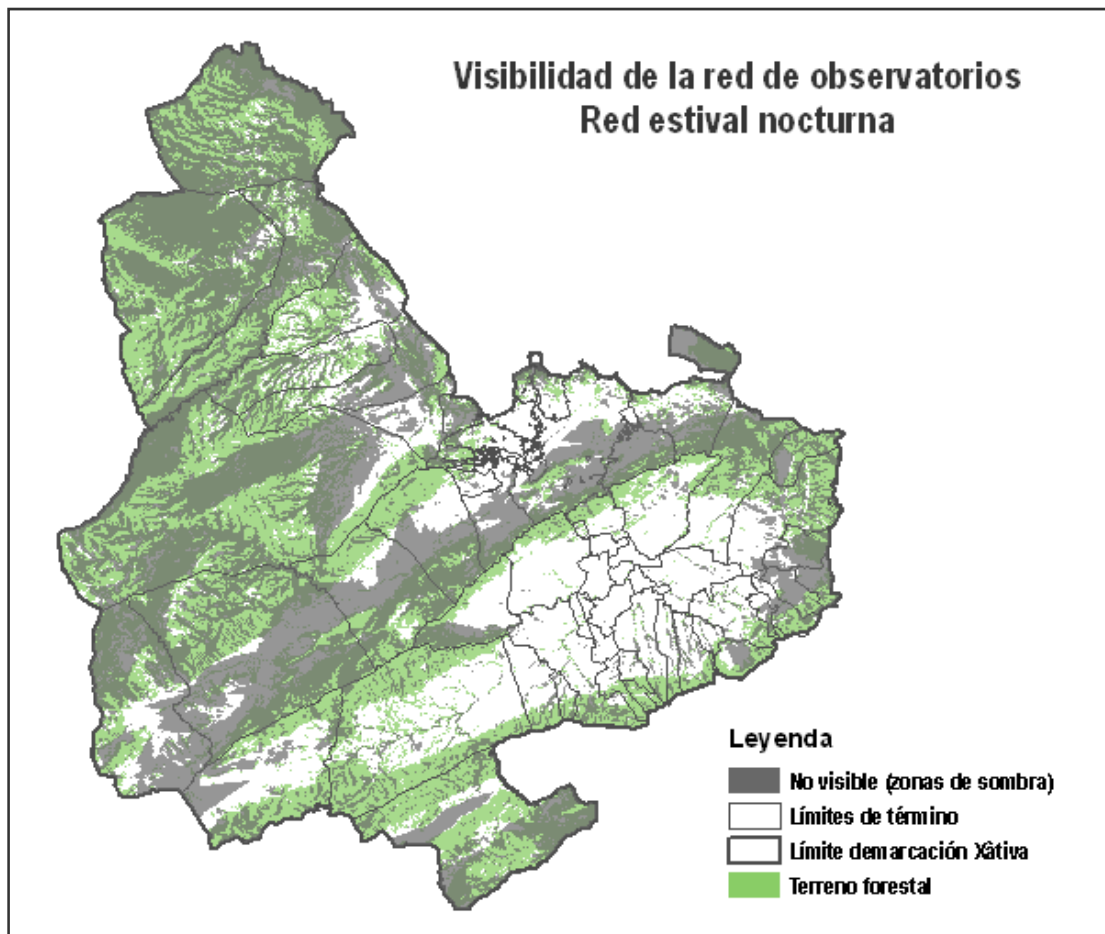 Visibilidad de la red de observatorios
Red estival nocturna
Leyenda
No visible (zonas de sombra)
Límites de término
Límite demarcación Xâtiva
Terreno forestal